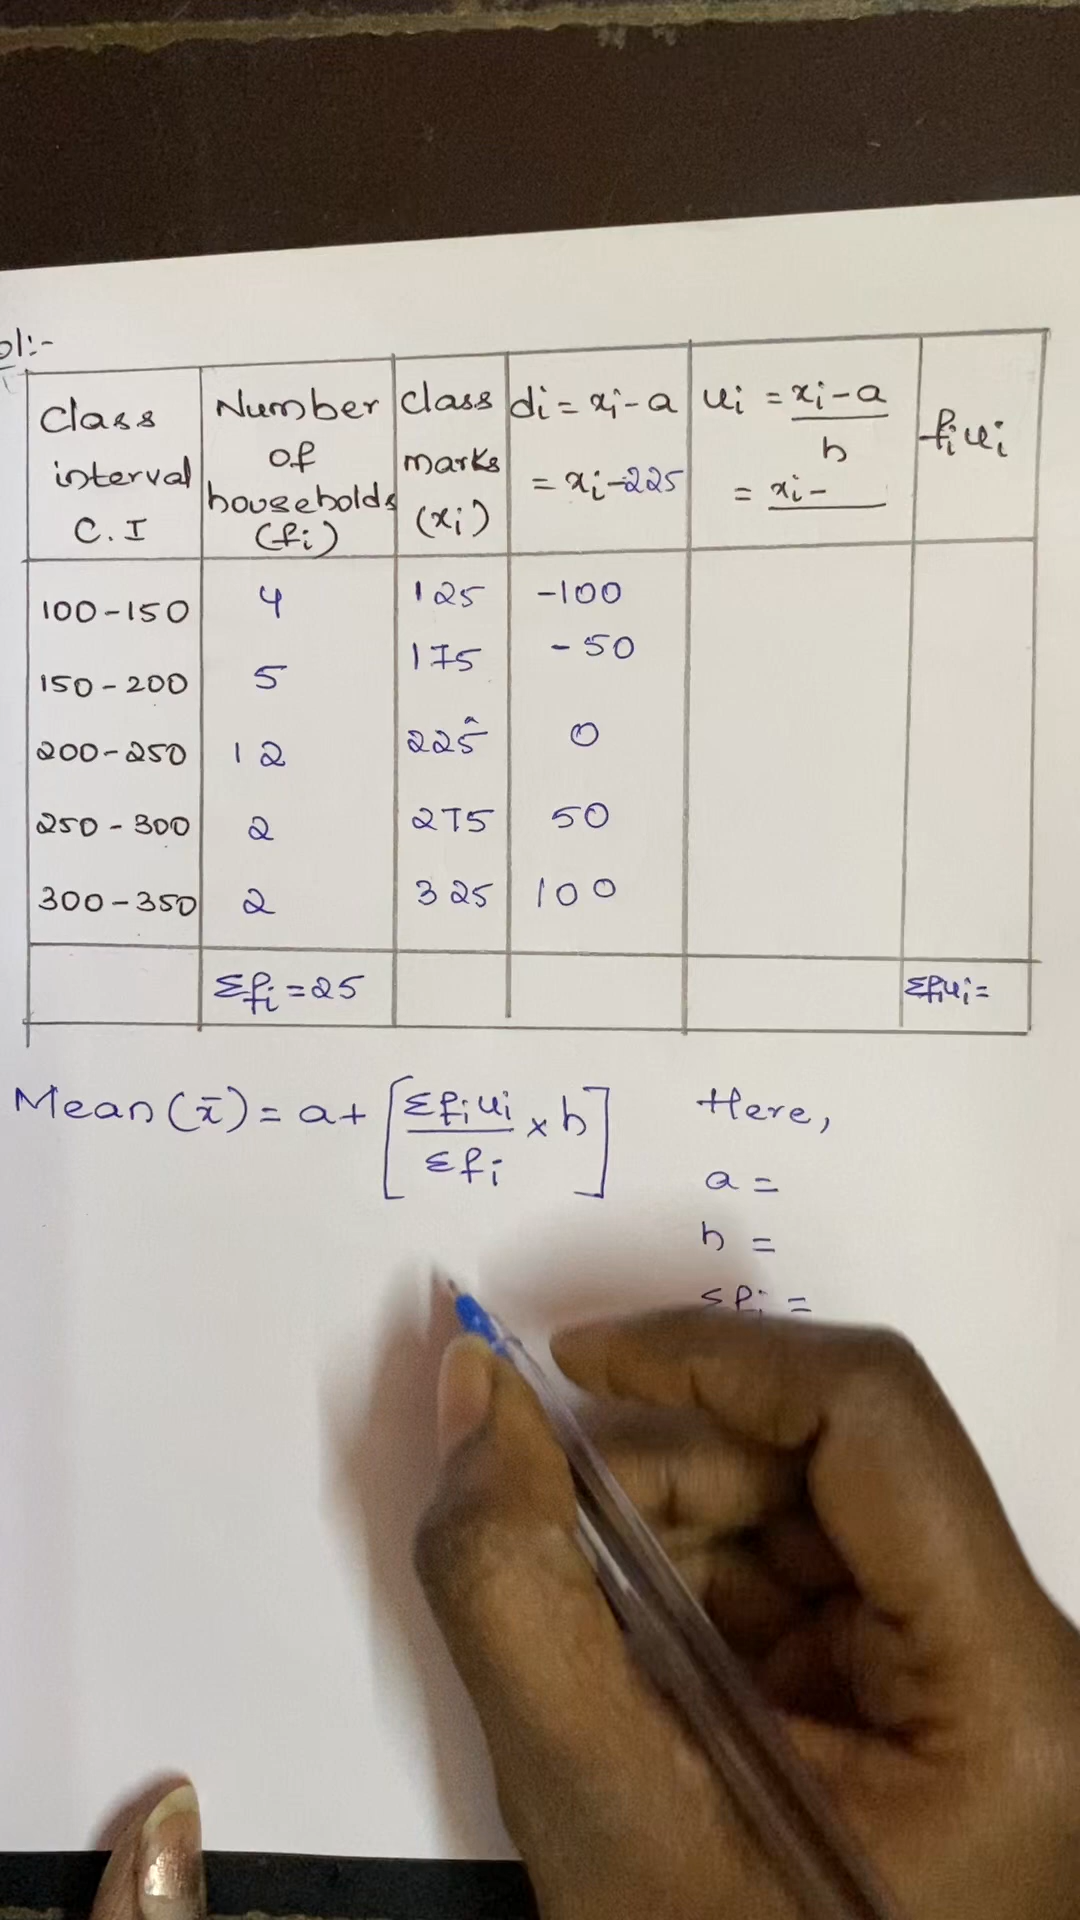 ol:-
Class interval C.I | Number of households (fi) | Class marks (xi) | di = xi - a = xi - 225 | ui = xi - a / h = xi - | fiui
100-150 | 4 | 125 | -100
150-200 | 5 | 175 | -50
200-250 | 12 | 225 a | 0
250-300 | 2 | 275 | 50
300-350 | 2 | 325 | 100
Σfi = 25 | Σfiui =
Mean (x̄) = a + [Σfiui / Σfi × h]
Here,
a =
h =
Σfi =